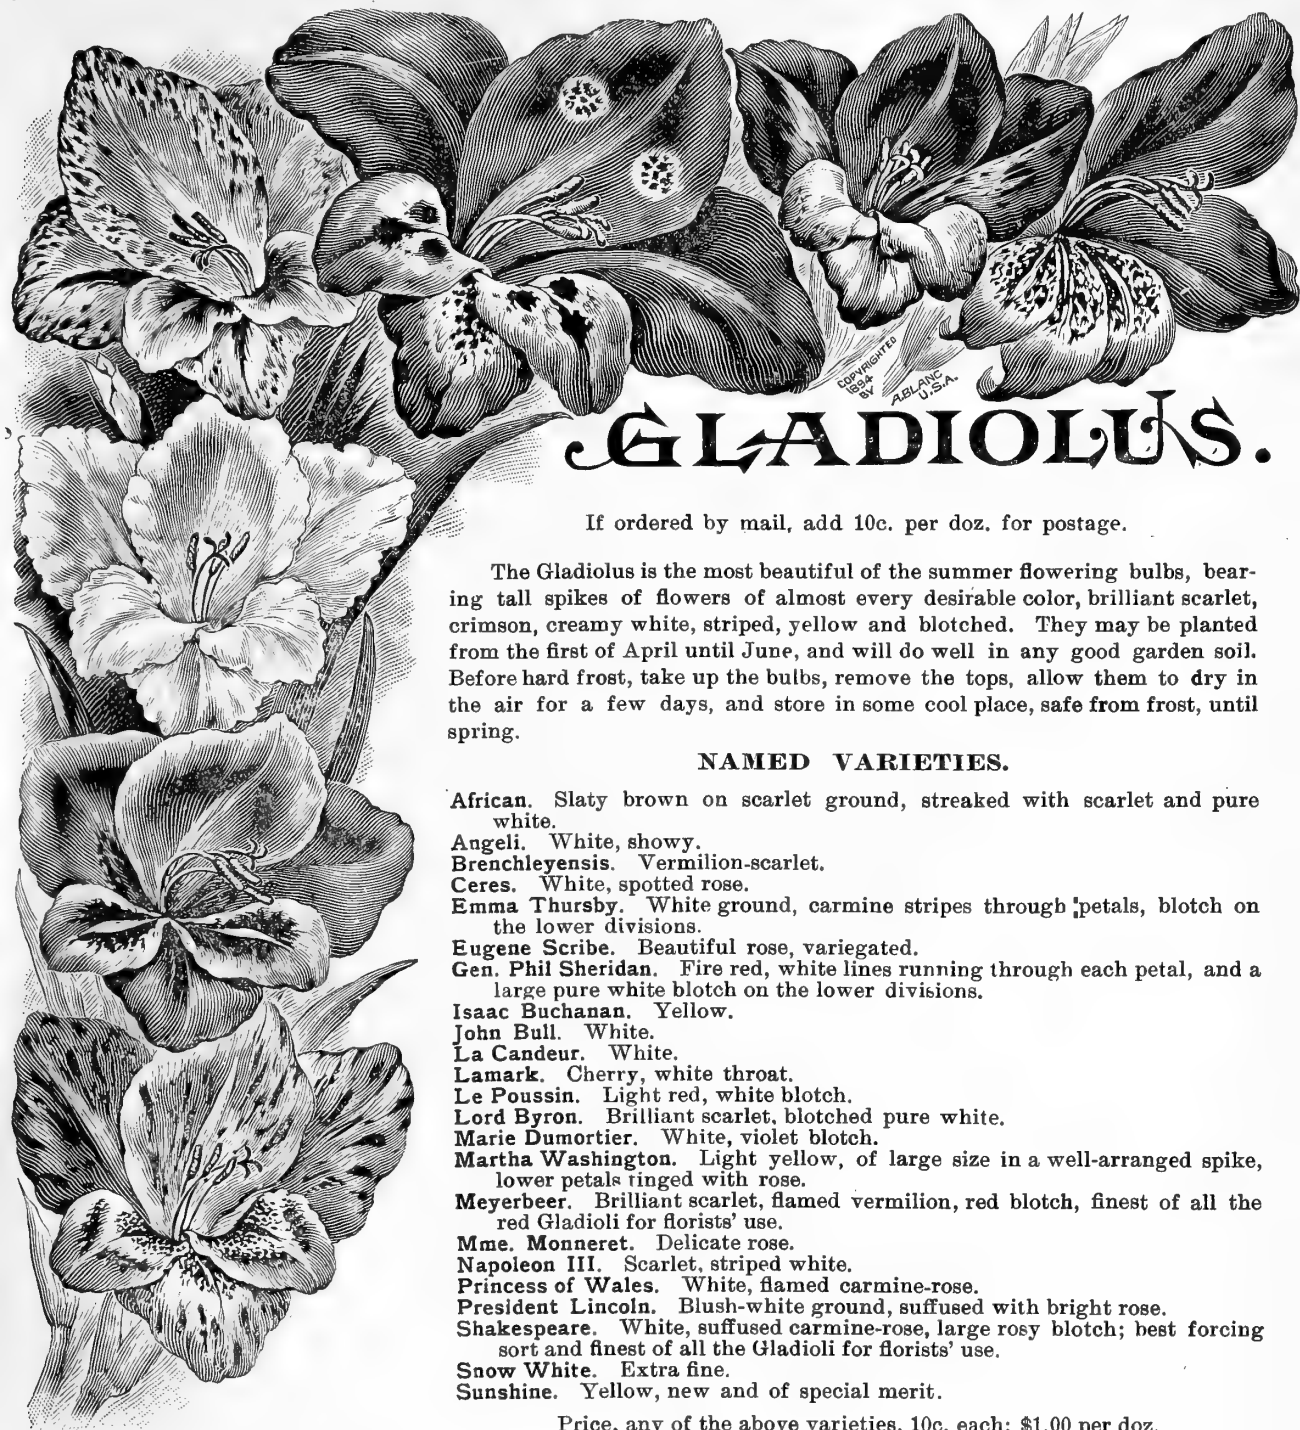 COPYRIGHTED
1894
BY
A. BLANC
U.S.A.
GLADIOLUS.
If ordered by mail, add 10c. per doz. for postage.
The Gladiolus is the most beautiful of the summer flowering bulbs, bear-
ing tall spikes of flowers of almost every desirable color, brilliant scarlet,
crimson, creamy white, striped, yellow and blotched. They may be planted
from the first of April until June, and will do well in any good garden soil.
Before hard frost, take up the bulbs, remove the tops, allow them to dry in
the air for a few days, and store in some cool place, safe from frost, until
spring.
NAMED VARIETIES.
African. Slaty brown on scarlet ground, streaked with scarlet and pure
white.
Angeli. White, showy.
Brenchleyensis. Vermilion-scarlet.
Ceres. White, spotted rose.
Emma Thursby. White ground, carmine stripes through petals, blotch on
the lower divisions.
Eugene Scribe. Beautiful rose, variegated.
Gen. Phil Sheridan. Fire red, white lines running through each petal, and a
large pure white blotch on the lower divisions.
Isaac Buchanan. Yellow.
John Bull. White.
La Candeur. White.
Lamark. Cherry, white throat.
Le Poussin. Light red, white blotch.
Lord Byron. Brilliant scarlet, blotched pure white.
Marie Dumortier. White, violet blotch.
Martha Washington. Light yellow, of large size in a well-arranged spike,
lower petals tinged with rose.
Meyerbeer. Brilliant scarlet, flamed vermilion, red blotch, finest of all the
red Gladioli for florists' use.
Mme. Monneret. Delicate rose.
Napoleon III. Scarlet, striped white.
Princess of Wales. White, flamed carmine-rose.
President Lincoln. Blush-white ground, suffused with bright rose.
Shakespeare. White, suffused carmine-rose, large rosy blotch; best forcing
sort and finest of all the Gladioli for florists' use.
Snow White. Extra fine.
Sunshine. Yellow, new and of special merit.
Price, any of the above varieties, 10c. each; $1.00 per doz.